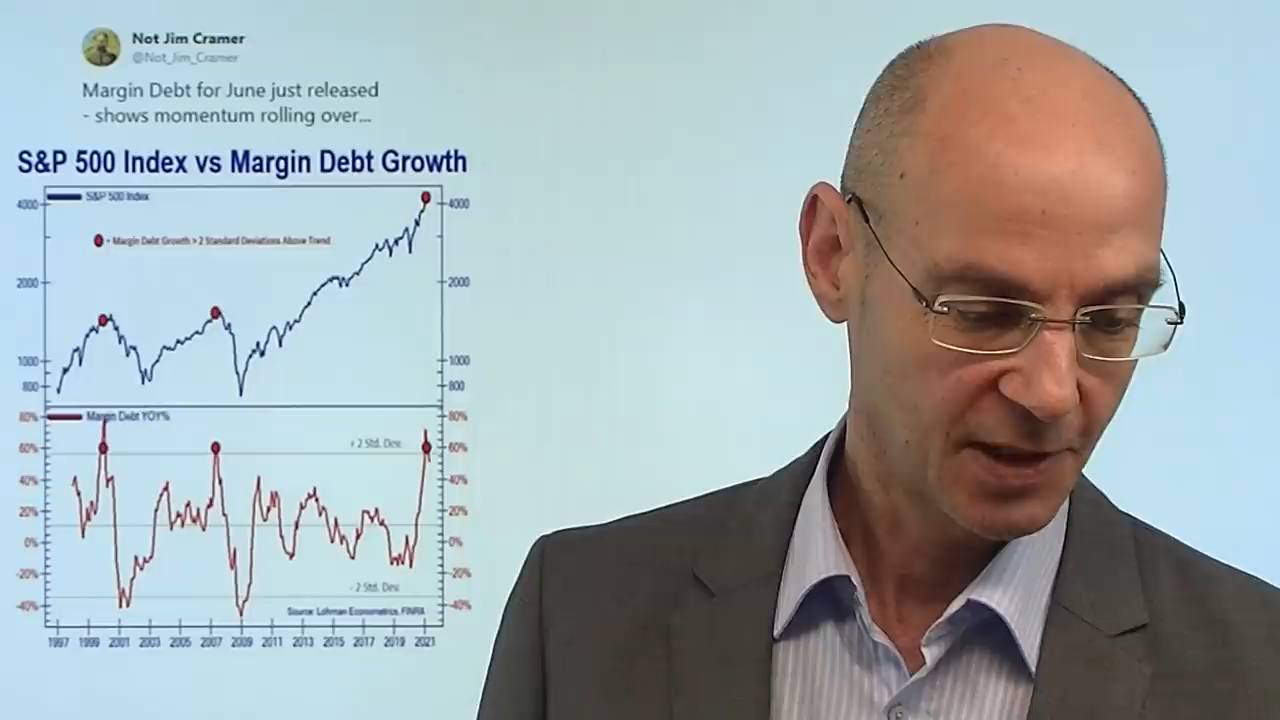 Not Jim Cramer
@Not_Jim_Cramer
Margin Debt for June just released
- shows momentum rolling over...
S&P 500 Index vs Margin Debt Growth
S&P 500 Index
4000 4000
= Margin Debt Growth > 2 Standard Deviations Above Trend
2000 2000
1000 1000
800 800
80% Margin Debt YOY% 80%
+ 2 Std. Dev.
60% 60%
40% 40%
20% 20%
0% 0%
-20% -20%
- 2 Std. Dev.
-40% -40%
Source: Lohman Econometrics, FINRA
1997 1999 2001 2003 2005 2007 2009 2011 2013 2015 2017 2019 2021